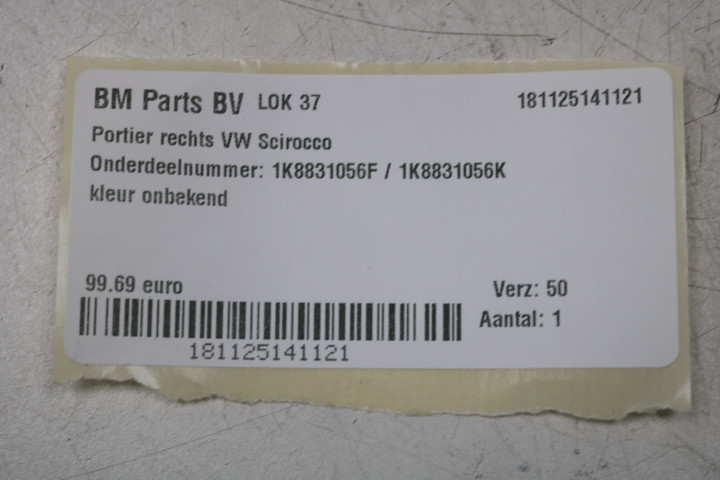 BM Parts BV LOK 37 181125141121
Portier rechts VW Scirocco
Onderdeelnummer: 1K8831056F / 1K8831056K
kleur onbekend
99.69 euro Verz: 50
Aantal: 1
181125141121